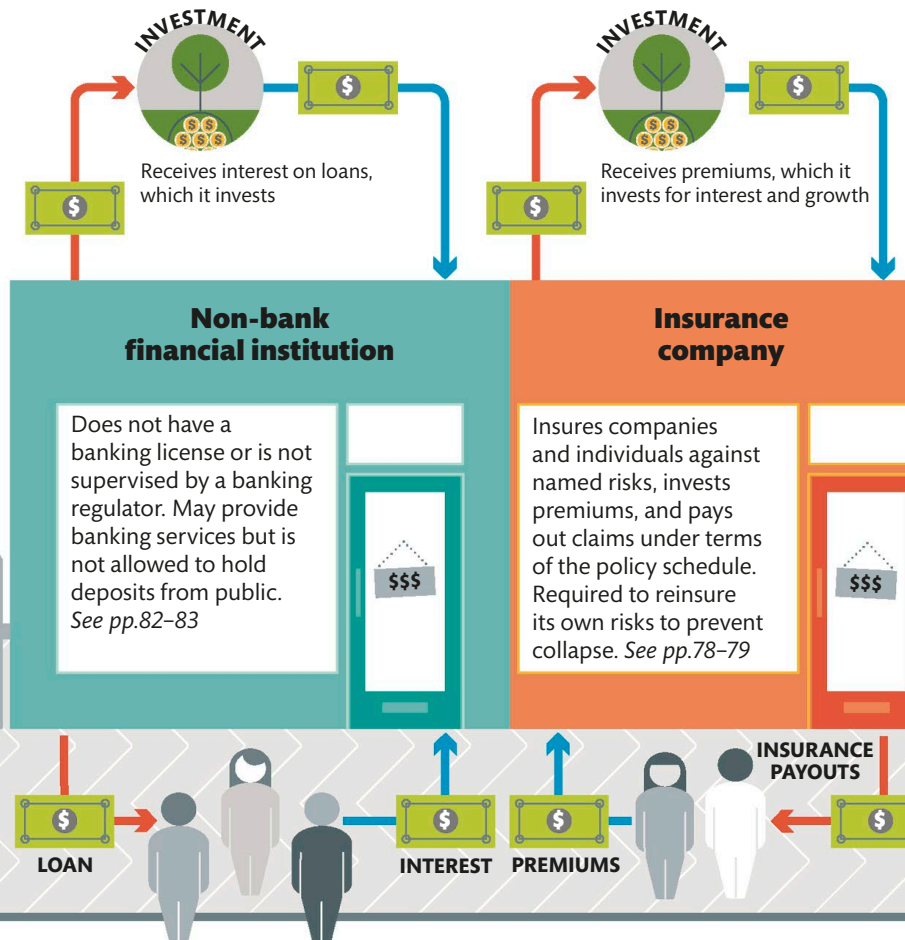 INVESTMENT
$
$
$ $
$ $ $
Receives interest on loans,
which it invests
INVESTMENT
$
$
$ $
$ $ $
Receives premiums, which it
invests for interest and growth
Non-bank
financial institution
Does not have a
banking license or is not
supervised by a banking
regulator. May provide
banking services but is
not allowed to hold
deposits from public.
See pp.82–83
$$$
Insurance
company
Insures companies
and individuals against
named risks, invests
premiums, and pays
out claims under terms
of the policy schedule.
Required to reinsure
its own risks to prevent
collapse. See pp.78–79
$$$
$
LOAN
$
INTEREST
$
PREMIUMS
INSURANCE
PAYOUTS
$